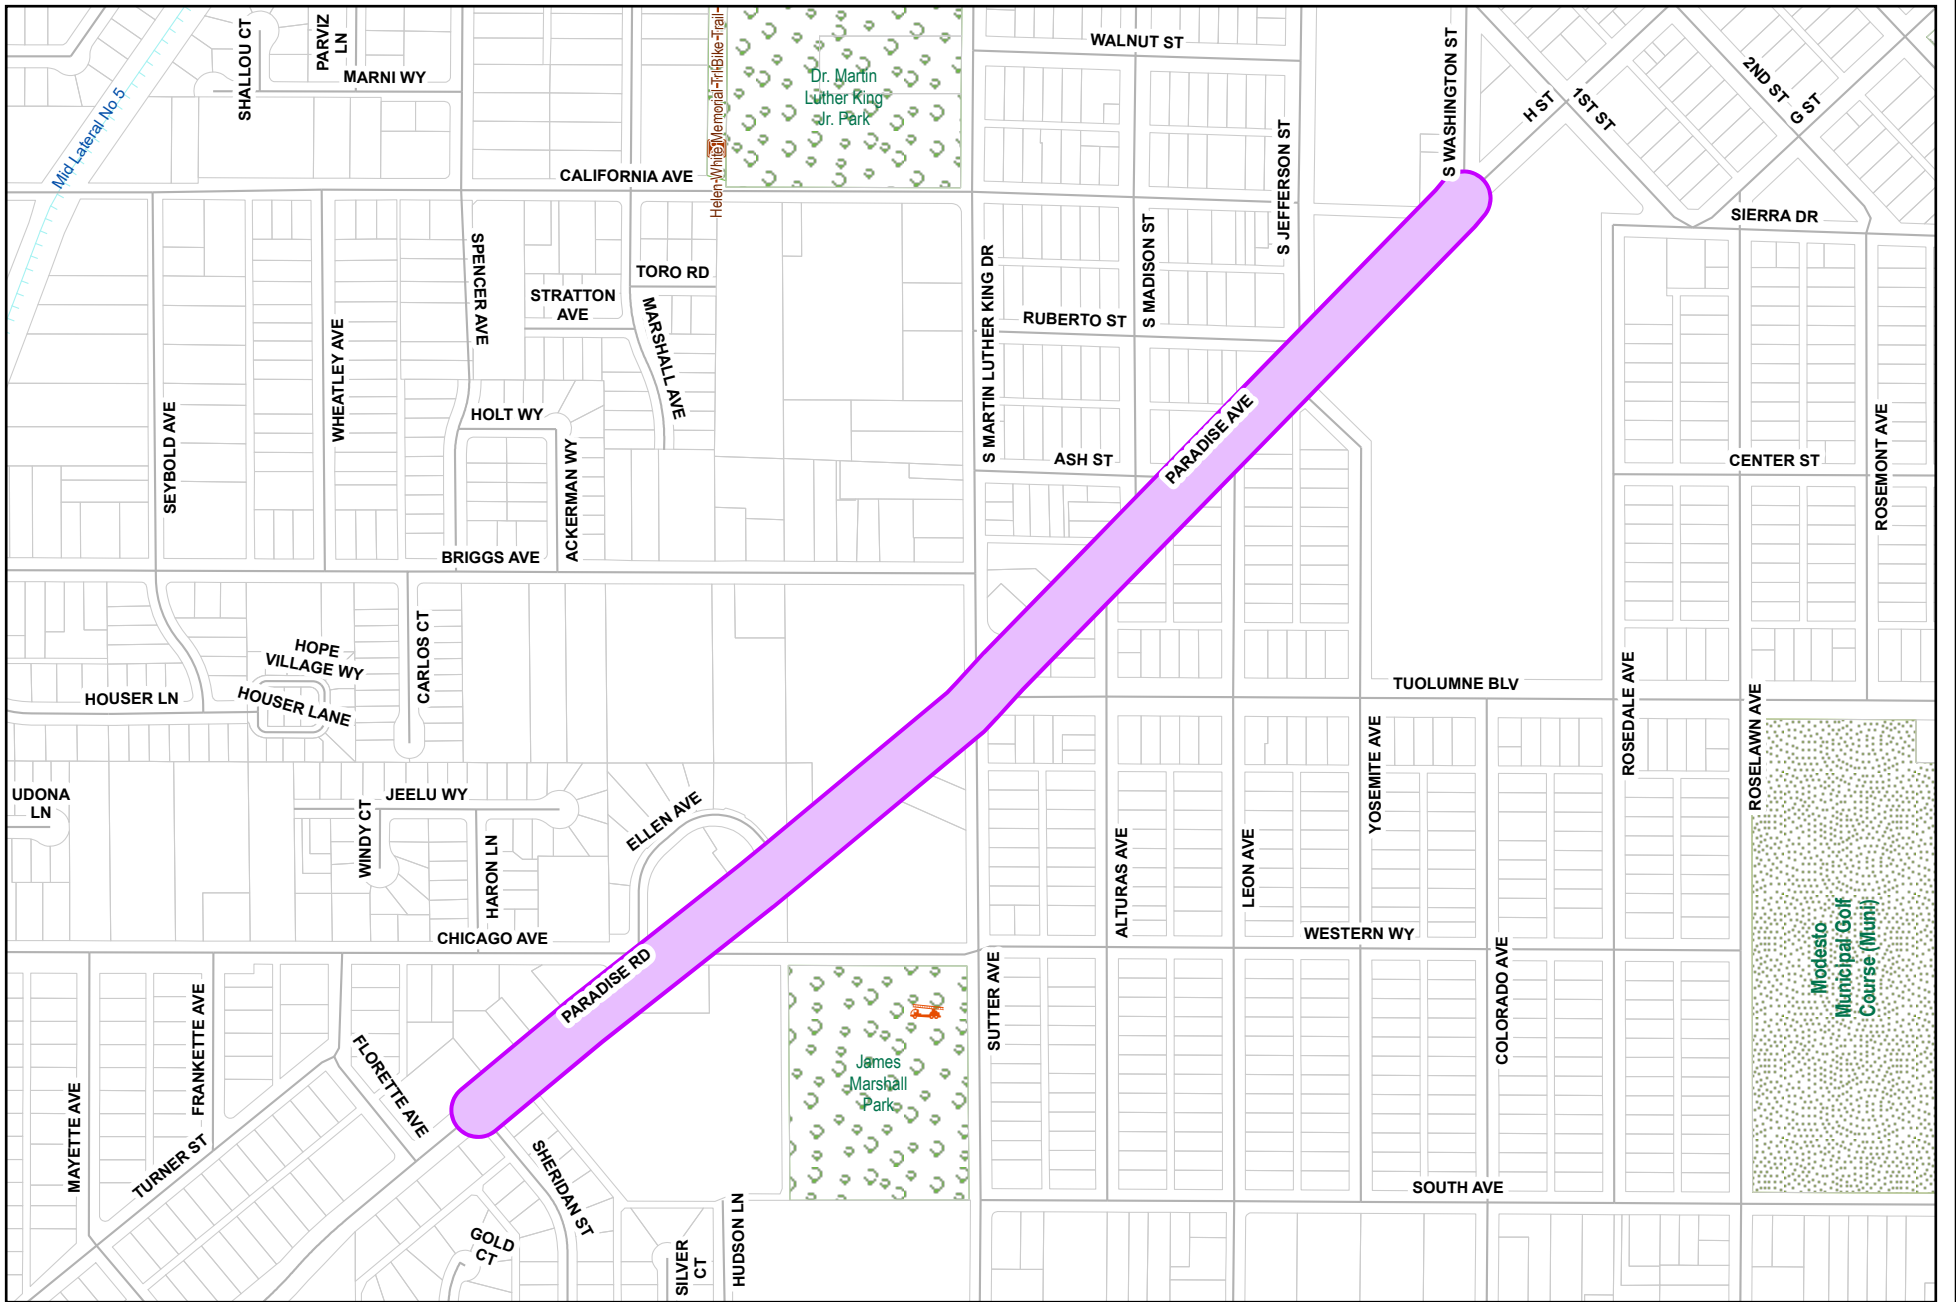 SHALLOU CT
PARVIZ
LN
MARNI WY
Mid Lateral No 5
Helen White Memorial Trl Bike Trail
Dr. Martin
Luther King
Jr. Park
WALNUT ST
S WASHINGTON ST
H ST
1ST ST
2ND ST
G ST
CALIFORNIA AVE
S JEFFERSON ST
SIERRA DR
SPENCER AVE
TORO RD
STRATTON
AVE
MARSHALL AVE
WHEATLEY AVE
S MARTIN LUTHER KING DR
S MADISON ST
RUBERTO ST
SEYBOLD AVE
HOLT WY
ACKERMAN WY
PARADISE AVE
ASH ST
CENTER ST
ROSEMONT AVE
BRIGGS AVE
HOPE
VILLAGE WY
CARLOS CT
HOUSER LN
HOUSER LANE
TUOLUMNE BLV
ROSEDALE AVE
ROSELAWN AVE
YOSEMITE AVE
UDONA
LN
JEELU WY
WINDY CT
HARON LN
ELLEN AVE
ALTURAS AVE
LEON AVE
CHICAGO AVE
WESTERN WY
Modesto
Municipal Golf
Course (Muni)
PARADISE RD
SUTTER AVE
COLORADO AVE
FRANKETTE AVE
FLORETTE AVE
James
Marshall
Park
MAYETTE AVE
TURNER ST
SHERIDAN ST
SOUTH AVE
GOLD
CT
SILVER
CT
HUDSON LN